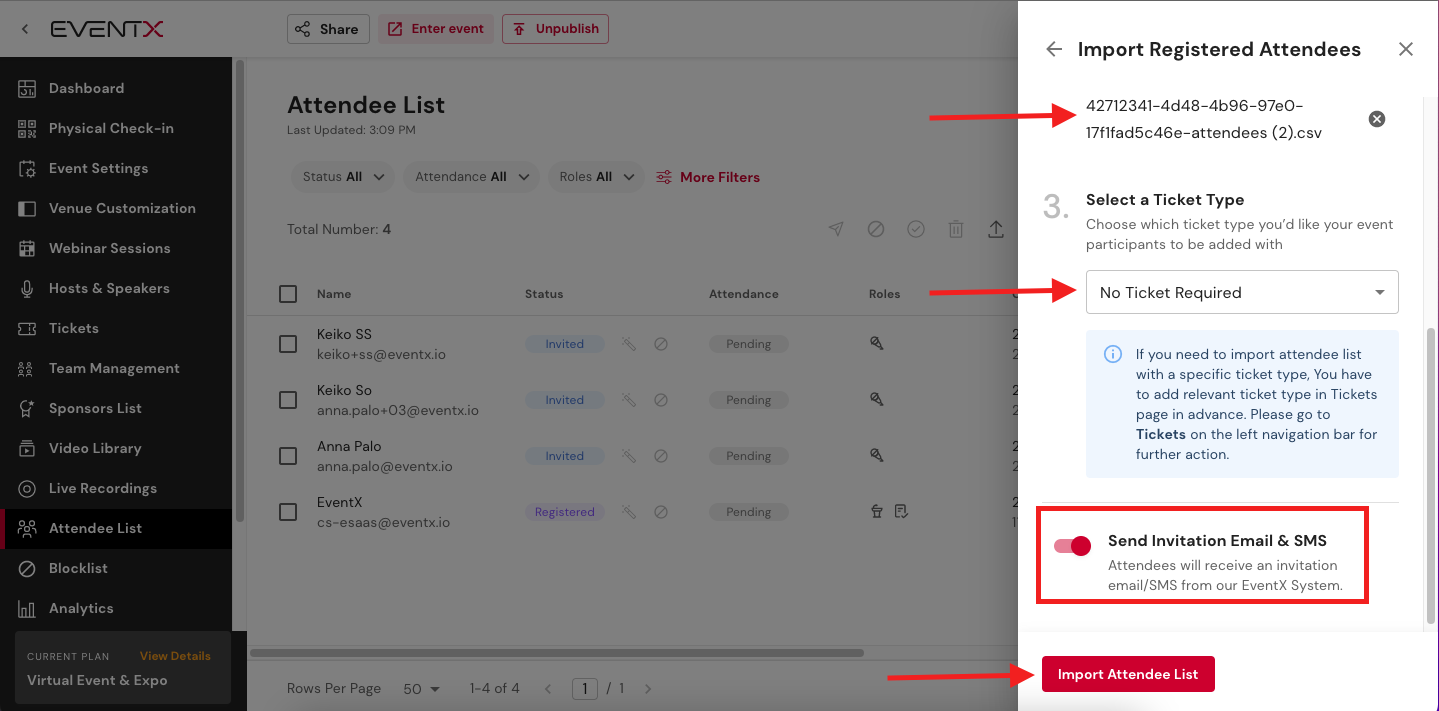 EVENTX
Share
Enter event
Unpublish
Dashboard
Physical Check-in
Event Settings
Venue Customization
Webinar Sessions
Hosts & Speakers
Tickets
Team Management
Sponsors List
Video Library
Live Recordings
Attendee List
Blocklist
Analytics
CURRENT PLAN View Details
Virtual Event & Expo
Attendee List
Last Updated: 3:09 PM
Status All
Attendance All
Roles All
More Filters
Total Number: 4
Name Status Attendance Roles
Keiko SS
keiko+ss@eventx.io
Invited Pending
Keiko So
anna.palo+03@eventx.io
Invited Pending
Anna Palo
anna.palo@eventx.io
Invited Pending
EventX
cs-esaas@eventx.io
Registered Pending
Rows Per Page 50 1-4 of 4 1 / 1
Import Registered Attendees
42712341-4d48-4b96-97e0-
17f1fad5c46e-attendees (2).csv
3. Select a Ticket Type
Choose which ticket type you’d like your event
participants to be added with
No Ticket Required
If you need to import attendee list
with a specific ticket type, You have
to add relevant ticket type in Tickets
page in advance. Please go to
Tickets on the left navigation bar for
further action.
Send Invitation Email & SMS
Attendees will receive an invitation
email/SMS from our EventX System.
Import Attendee List